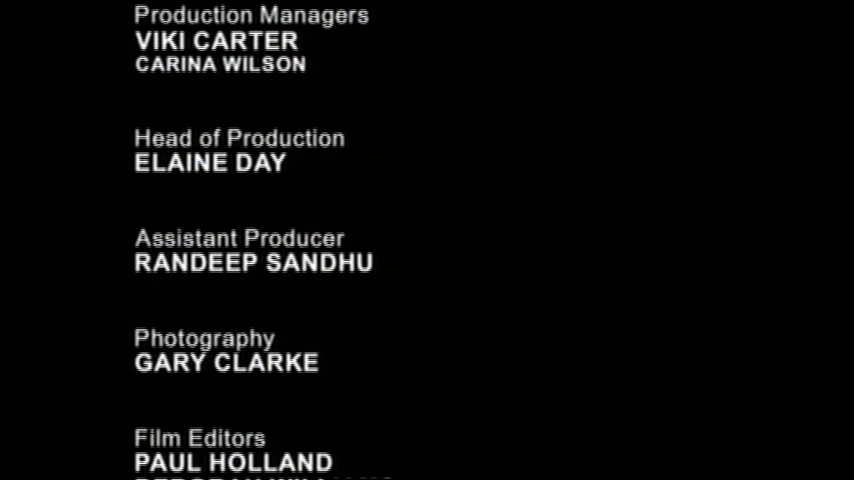 Production Managers
VIKI CARTER
CARINA WILSON
Head of Production
ELAINE DAY
Assistant Producer
RANDEEP SANDHU
Photography
GARY CLARKE
Film Editors
PAUL HOLLAND